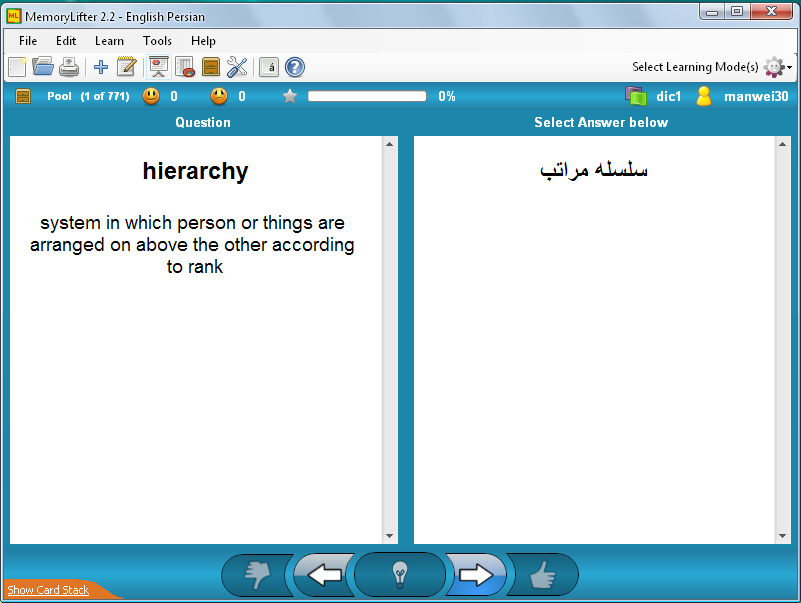 MemoryLifter 2.2 - English Persian
File Edit Learn Tools Help
á ? Select Learning Mode(s)
Pool (1 of 771) 0 0 0% dic1 manwei30
Question
hierarchy
system in which person or things are
arranged on above the other according
to rank
Select Answer below
سلسله مراتب
Show Card Stack